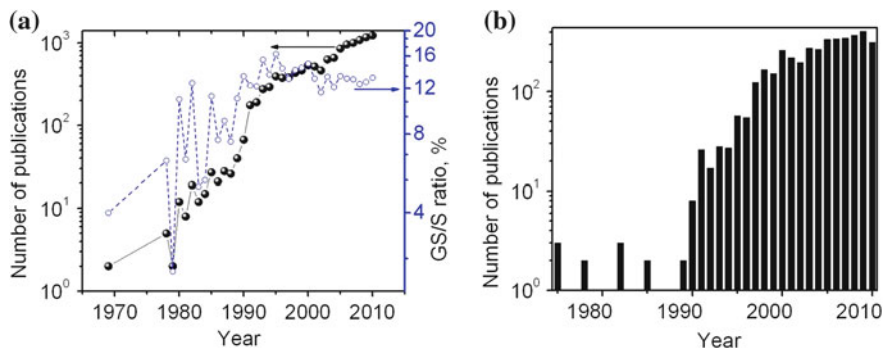 (a)
Number of publications
10³
10²
10¹
10⁰
1970 1980 1990 2000 2010
Year
20
16
12
8
4
GS/S ratio, %
(b)
Number of publications
10²
10¹
10⁰
1980 1990 2000 2010
Year